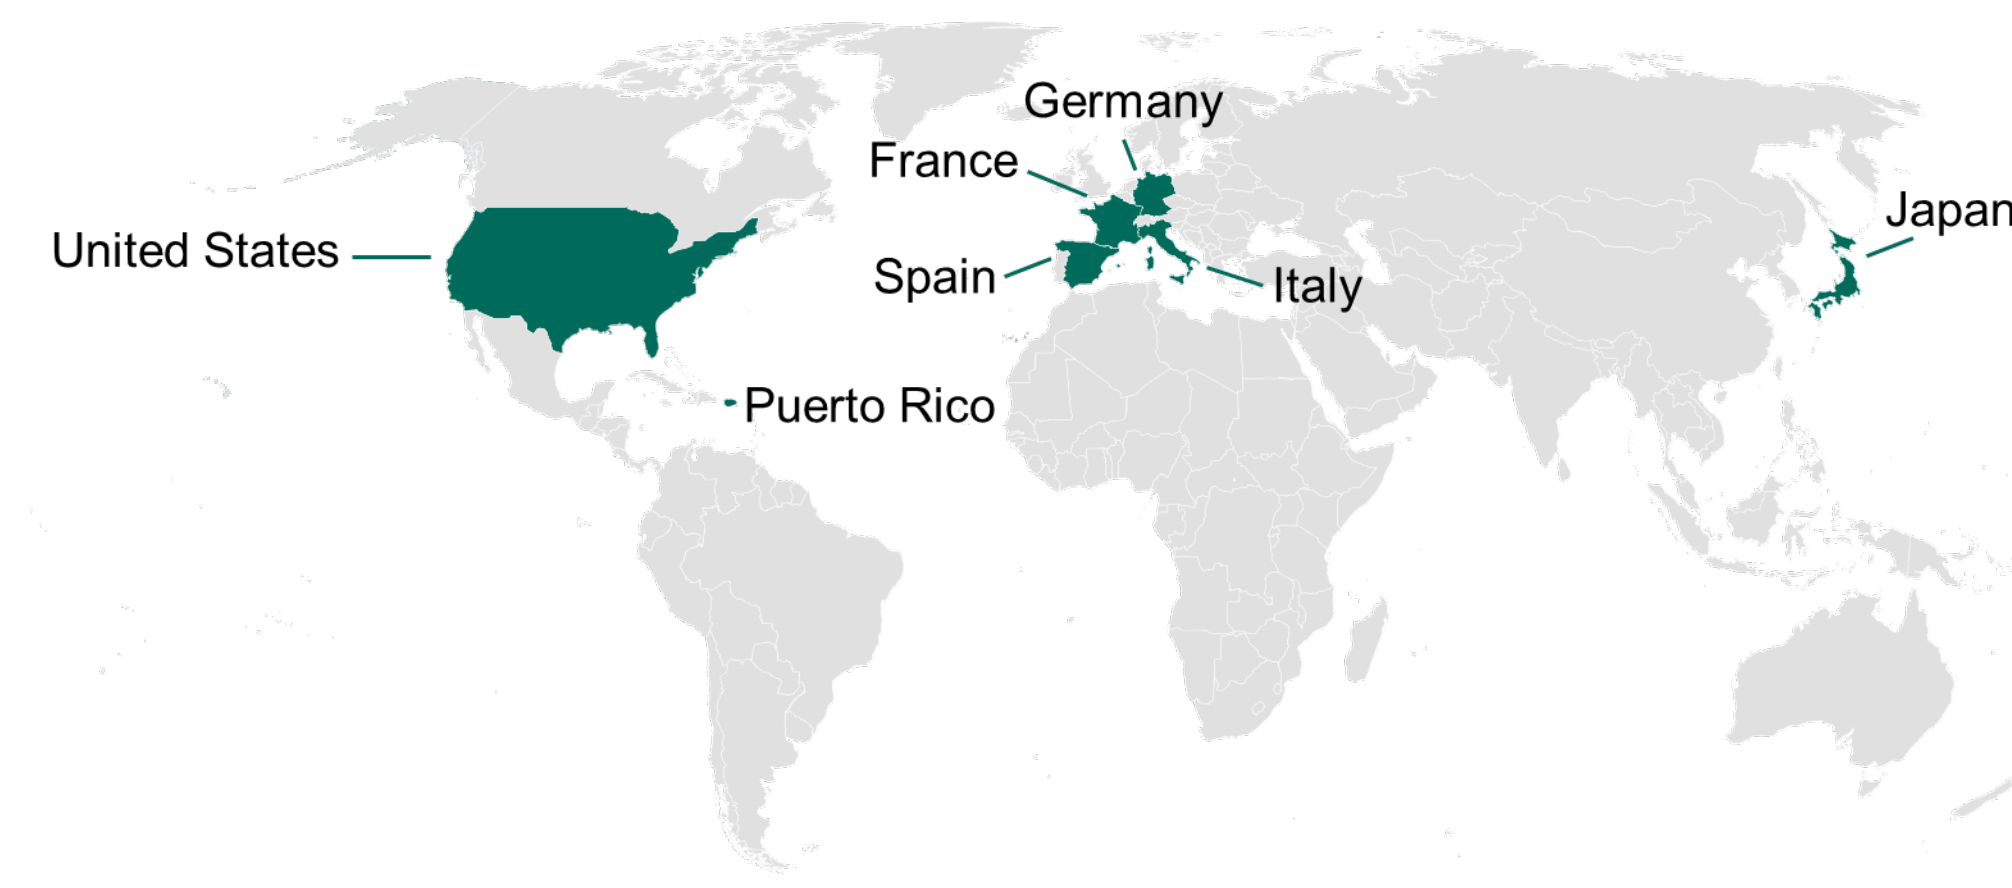 Germany
France
Japan
United States
Spain
Italy
Puerto Rico